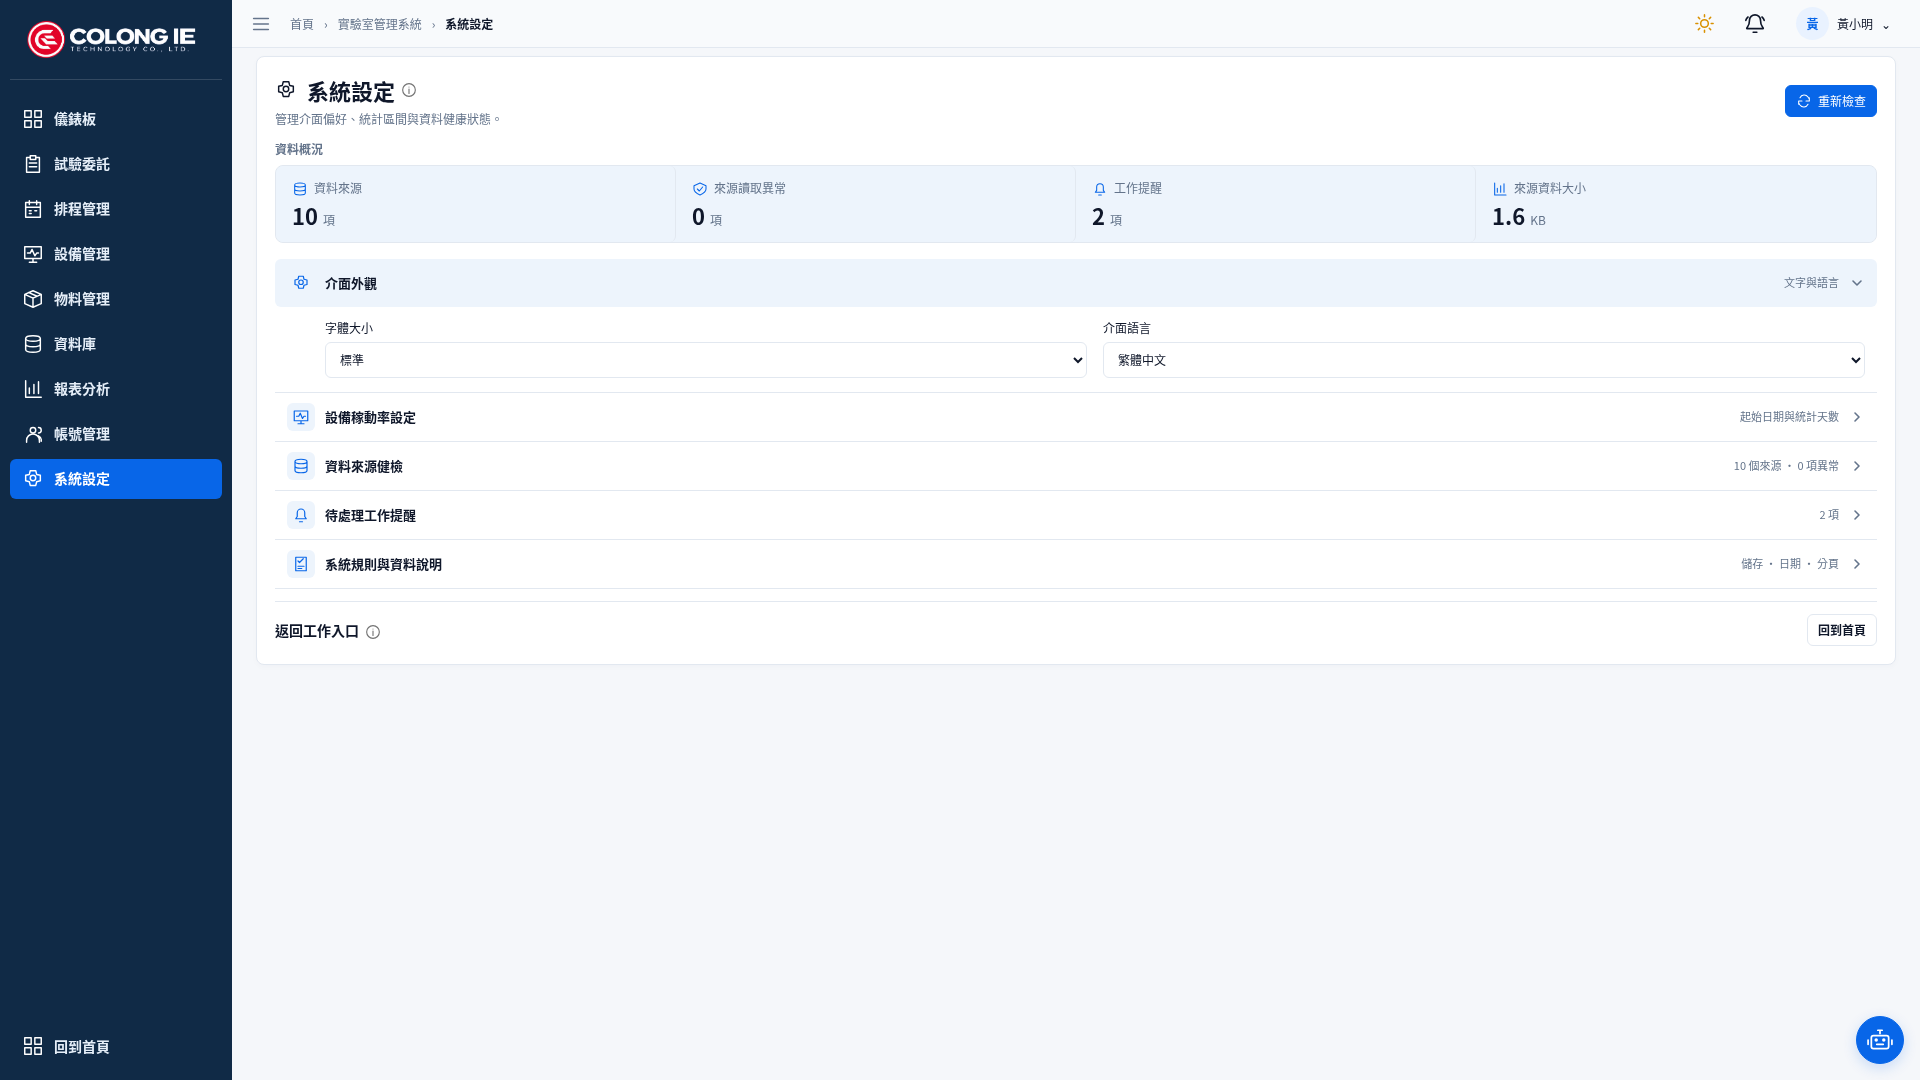 COLONG IE
TECHNOLOGY CO., LTD.
儀錶板
試驗委託
排程管理
設備管理
物料管理
資料庫
報表分析
帳號管理
系統設定
回到首頁
首頁 › 實驗室管理系統 › 系統設定
黃 黃小明
系統設定
管理介面偏好、統計區間與資料健康狀態。
重新檢查
資料概況
資料來源
10 項
來源讀取異常
0 項
工作提醒
2 項
來源資料大小
1.6 KB
介面外觀 文字與語言
字體大小
標準
介面語言
繁體中文
設備稼動率設定 起始日期與統計天數
資料來源健檢 10 個來源 · 0 項異常
待處理工作提醒 2 項
系統規則與資料說明 儲存 · 日期 · 分頁
返回工作入口 回到首頁